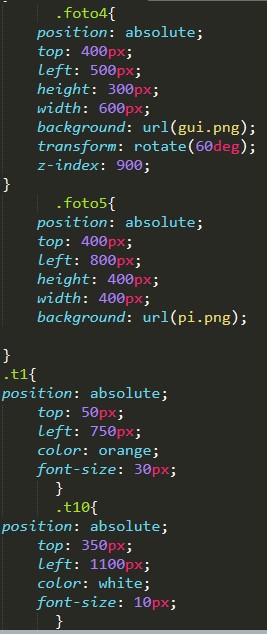 .foto4{
position: absolute;
top: 400px;
left: 500px;
height: 300px;
width: 600px;
background: url(gui.png);
transform: rotate(60deg);
z-index: 900;
}
.foto5{
position: absolute;
top: 400px;
left: 800px;
height: 400px;
width: 400px;
background: url(pi.png);
}
.t1{
position: absolute;
top: 50px;
left: 750px;
color: orange;
font-size: 30px;
}
.t10{
position: absolute;
top: 350px;
left: 1100px;
color: white;
font-size: 10px;
}